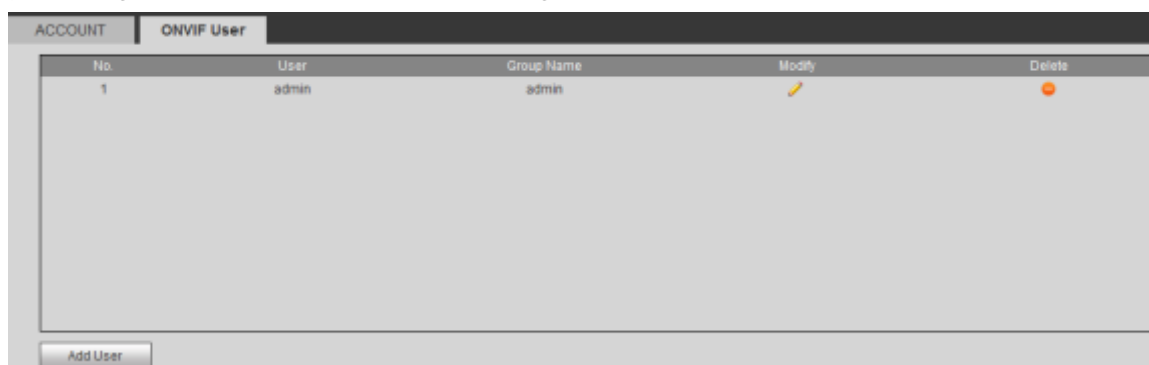 ACCOUNT ONVIF User
No. User Group Name Modify Delete
1 admin admin
Add User